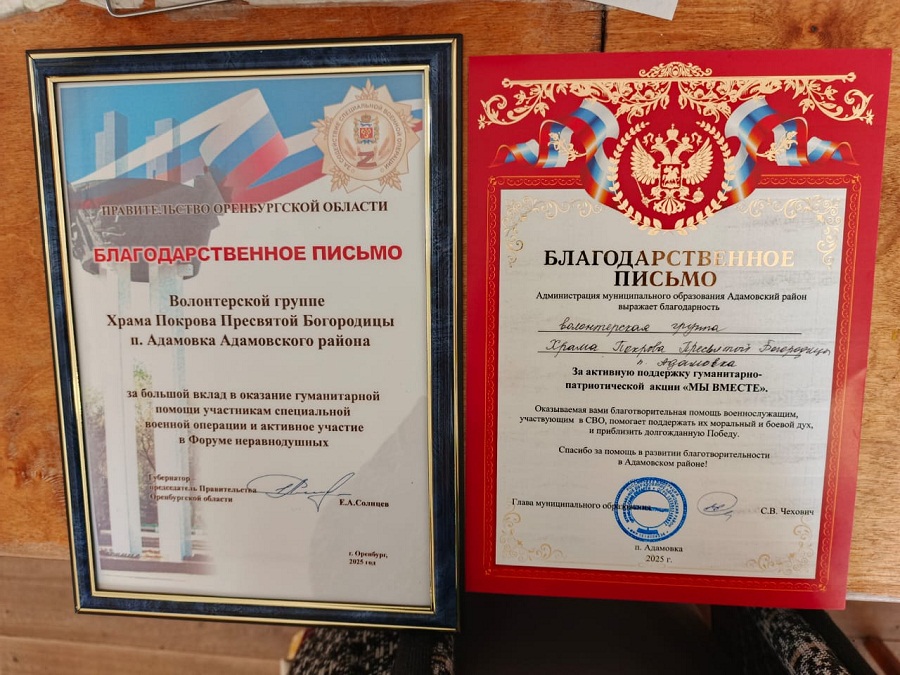 ПРАВИТЕЛЬСТВО ОРЕНБУРГСКОЙ ОБЛАСТИ
БЛАГОДАРСТВЕННОЕ ПИСЬМО
Волонтерской группе
Храма Покрова Пресвятой Богородицы
п. Адамовка Адамовского района
за большой вклад в оказание гуманитарной
помощи участникам специальной
военной операции и активное участие
в Форуме неравнодушных
Губернатор -
председатель Правительства
Оренбургской области
Е.А.Солнцев
г. Оренбург,
2025 год
БЛАГОДАРСТВЕННОЕ
ПИСЬМО
Администрация муниципального образования Адамовский район
выражает благодарность
волонтерская группа
Храма Покрова Пресвятой Богородицы
п. Адамовка
За активную поддержку гуманитарно-
патриотической акции «МЫ ВМЕСТЕ».
Оказываемая вами благотворительная помощь военнослужащим,
участвующим в СВО, помогает поддержать их моральный и боевой дух,
и приблизить долгожданную Победу.
Спасибо за помощь в развитии благотворительности
в Адамовском районе!
Глава муниципального образования
С.В. Чехович
п. Адамовка
2025 г.